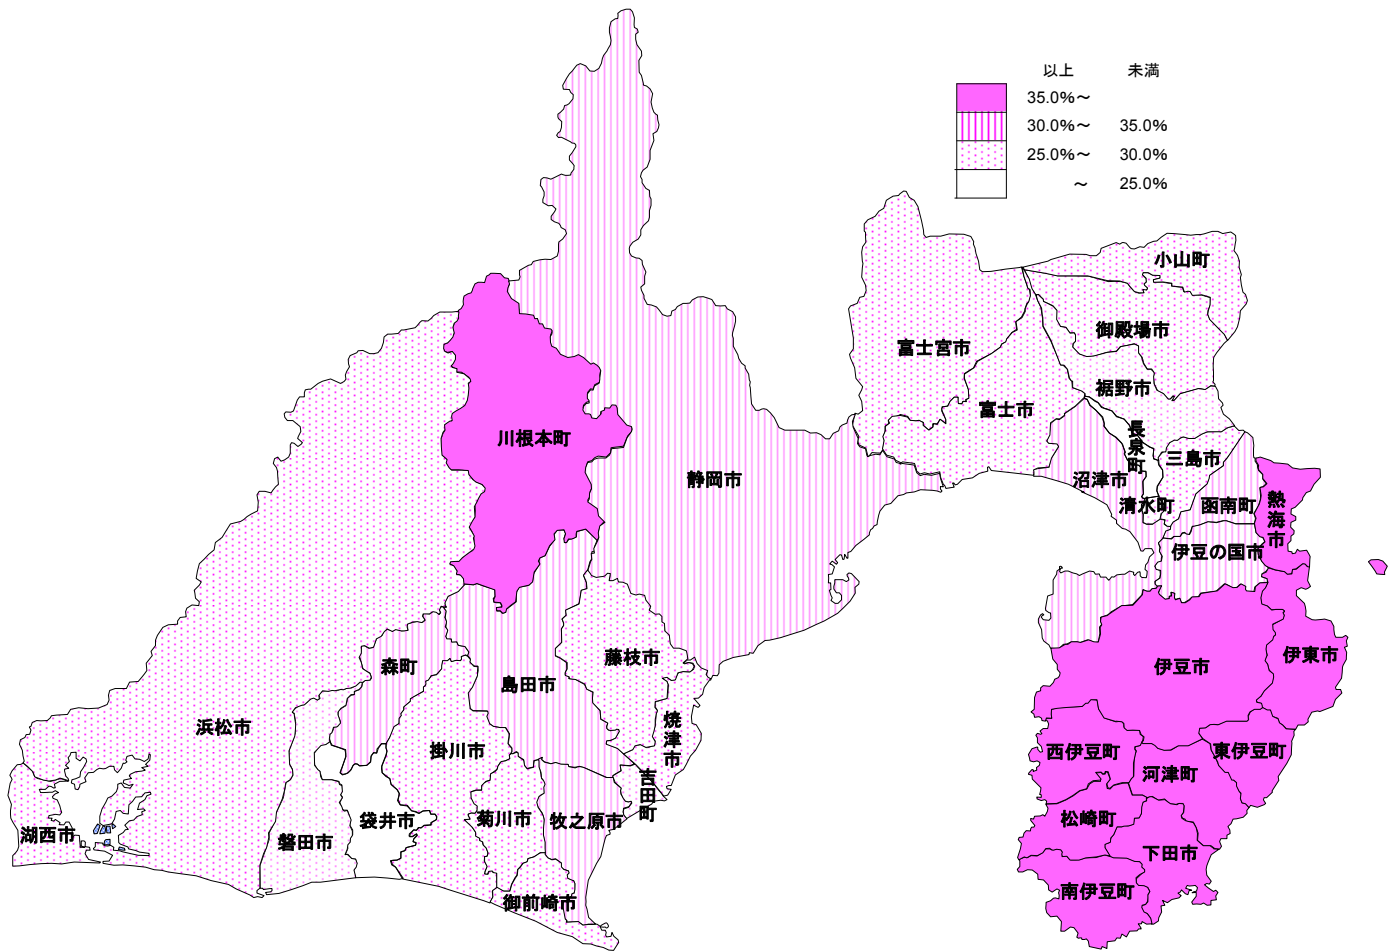 以上 未満
35.0%～
30.0%～ 35.0%
25.0%～ 30.0%
～ 25.0%
小山町
御殿場市
富士宮市
裾野市
富士市
長泉町
川根本町
三島市
静岡市
沼津市
清水町
函南町
熱海市
伊豆の国市
藤枝市
伊東市
森町
伊豆市
島田市
浜松市
焼津市
掛川市
西伊豆町
東伊豆町
河津町
吉田町
湖西市
磐田市
袋井市
菊川市
牧之原市
松崎町
下田市
御前崎市
南伊豆町